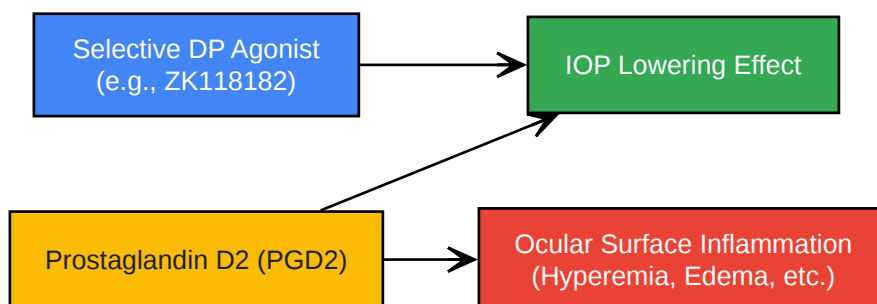 Selective DP Agonist
(e.g., ZK118182)
IOP Lowering Effect
Prostaglandin D2 (PGD2)
Ocular Surface Inflammation
(Hyperemia, Edema, etc.)